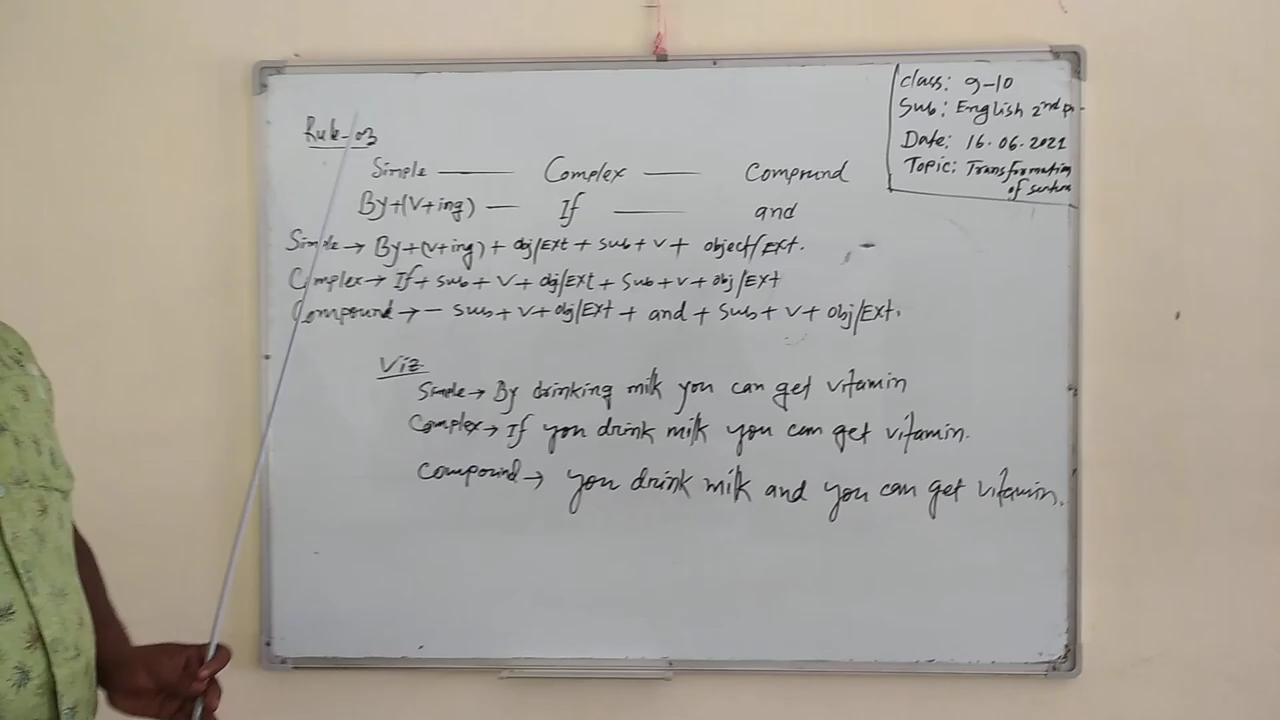 Class: 9-10
Sub: English 2nd p
Date: 16.06.2021
Topic: Transformation
of senten
Rule-03
Simple — Complex — Compound
By+(V+ing) — If — and
Simple → By+(V+ing) + obj/Ext + sub + v + object/Ext.
Complex → If + sub + v + obj/Ext + Sub + v + obj/Ext
Compound → - Sub + v + obj/Ext + and + Sub + v + obj/Ext.
Viz
Simple → By drinking milk you can get vitamin
Complex → If you drink milk you can get vitamin.
Compound → you drink milk and you can get vitamin.